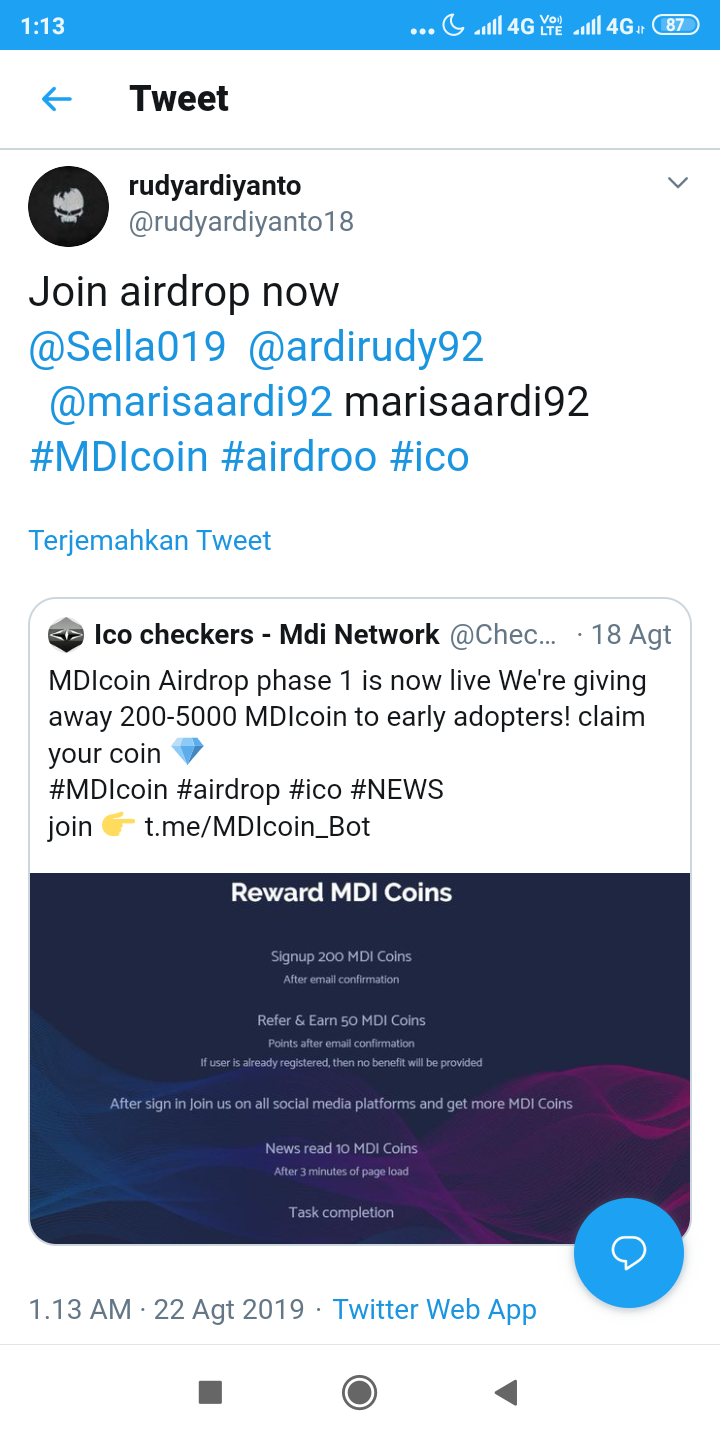 1:13
4G
Vo))
LTE
4G
87
Tweet
rudyardiyanto
@rudyardiyanto18
Join airdrop now
@Sella019 @ardirudy92
@marisaardi92 marisaardi92
#MDIcoin #airdroo #ico
Terjemahkan Tweet
Ico checkers - Mdi Network @Chec... · 18 Agt
MDIcoin Airdrop phase 1 is now live We're giving
away 200-5000 MDIcoin to early adopters! claim
your coin 💎
#MDIcoin #airdrop #ico #NEWS
join 👉 t.me/MDIcoin_Bot
Reward MDI Coins
Signup 200 MDI Coins
After email confirmation
Refer & Earn 50 MDI Coins
Points after email confirmation
If user is already registered, then no benefit will be provided
After sign in Join us on all social media platforms and get more MDI Coins
News read 10 MDI Coins
After 3 minutes of page load
Task completion
1.13 AM · 22 Agt 2019 · Twitter Web App